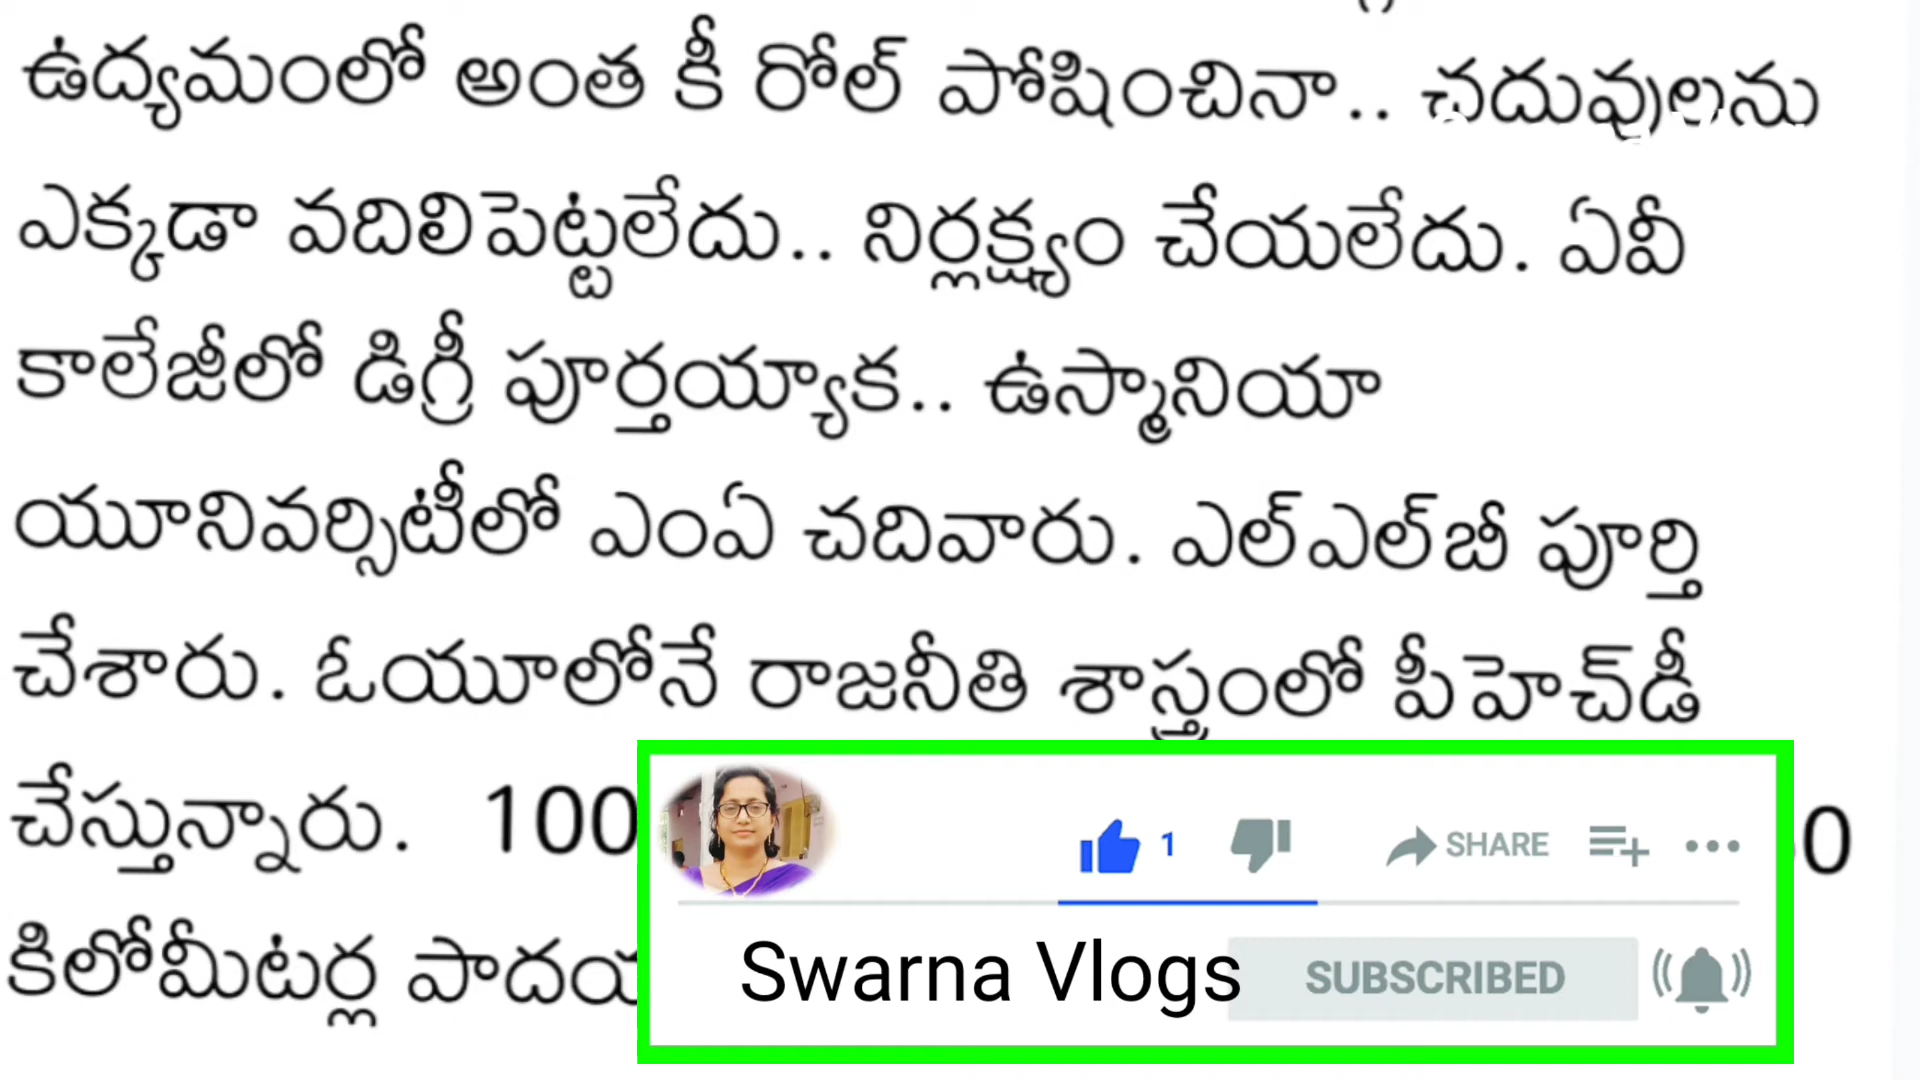 ఉద్యమంలో అంత కీ రోల్ పోషించినా.. చదువులను
ఎక్కడా వదిలిపెట్టలేదు.. నిర్లక్ష్యం చేయలేదు. ఏవీ
కాలేజీలో డిగ్రీ పూర్తయ్యాక.. ఉస్మానియా
యూనివర్సిటీలో ఎంఏ చదివారు. ఎల్ఎల్‌బీ పూర్తి
చేశారు. ఓయూలోనే రాజనీతి శాస్త్రంలో పీహెచ్‌డీ
చేస్తున్నారు.
కిలోమీటర్ల
1
SHARE
Swarna Vlogs
SUBSCRIBED